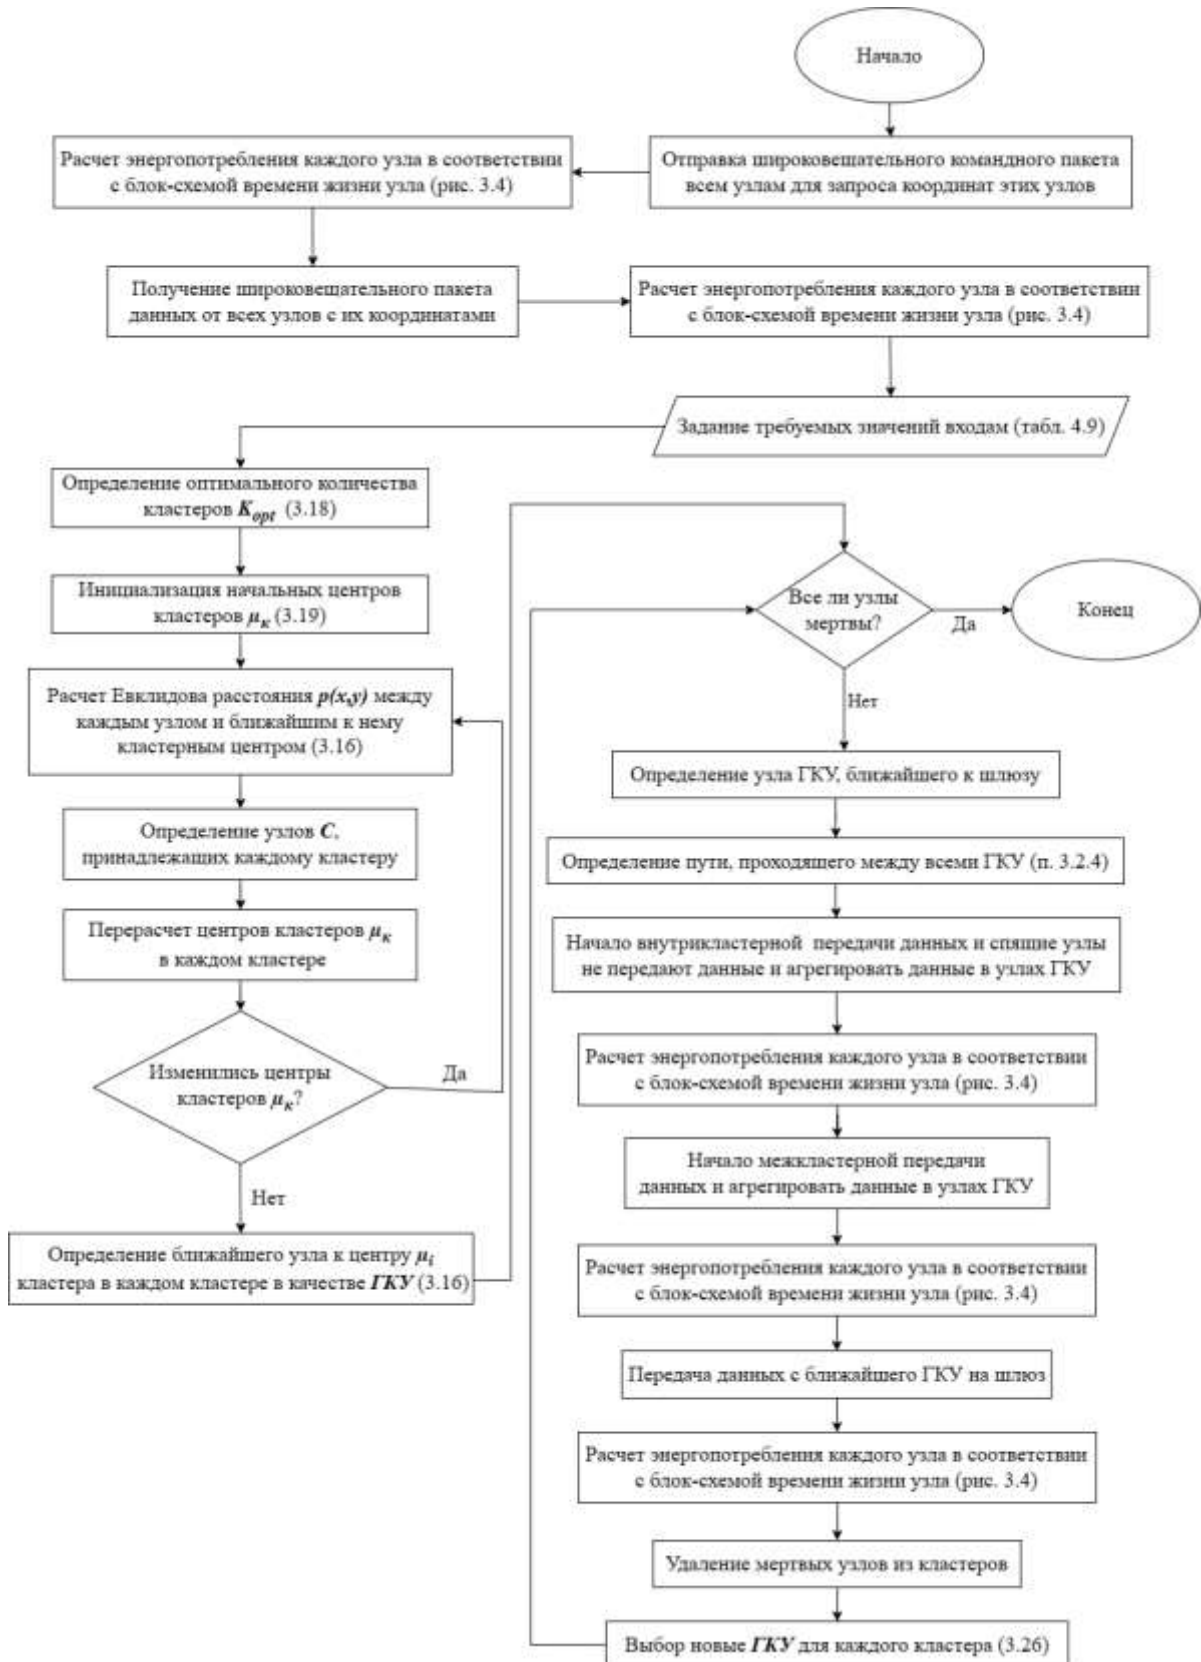 Начало
Отправка широковещательного командного пакета
всем узлам для запроса координат этих узлов
Расчет энергопотребления каждого узла в соответствии
с блок-схемой времени жизни узла (рис. 3.4)
Получение широковещательного пакета
данных от всех узлов с их координатами
Расчет энергопотребления каждого узла в соответствии
с блок-схемой времени жизни узла (рис. 3.4)
Задание требуемых значений входам (табл. 4.9)
Определение оптимального количества
кластеров K_opt (3.18)
Инициализация начальных центров
кластеров μ_к (3.19)
Расчет Евклидова расстояния p(x,y) между
каждым узлом и ближайшим к нему
кластерным центром (3.16)
Определение узлов C,
принадлежащих каждому кластеру
Перерасчет центров кластеров μ_к
в каждом кластере
Изменились центры
кластеров μ_к?
Да
Нет
Определение ближайшего узла к центру μ_i
кластера в каждом кластере в качестве ГКУ (3.16)
Все ли узлы
мертвы?
Да
Конец
Нет
Определение узла ГКУ, ближайшего к шлюзу
Определение пути, проходящего между всеми ГКУ (п. 3.2.4)
Начало внутрикластерной передачи данных и спящие узлы
не передают данные и агрегировать данные в узлах ГКУ
Расчет энергопотребления каждого узла в соответствии
с блок-схемой времени жизни узла (рис. 3.4)
Начало межкластерной передачи
данных и агрегировать данные в узлах ГКУ
Расчет энергопотребления каждого узла в соответствии
с блок-схемой времени жизни узла (рис. 3.4)
Передача данных с ближайшего ГКУ на шлюз
Расчет энергопотребления каждого узла в соответствии
с блок-схемой времени жизни узла (рис. 3.4)
Удаление мертвых узлов из кластеров
Выбор новые ГКУ для каждого кластера (3.26)